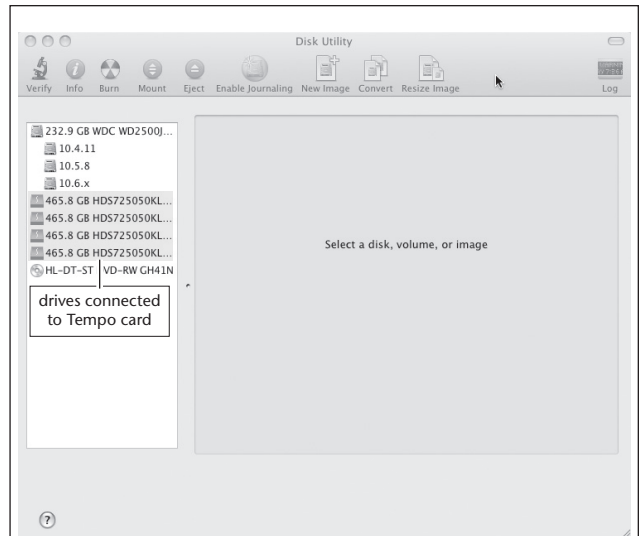 Disk Utility
Verify Info Burn Mount Eject Enable Journaling New Image Convert Resize Image Log
232.9 GB WDC WD2500J...
10.4.11
10.5.8
10.6.x
465.8 GB HDS725050KL...
465.8 GB HDS725050KL...
465.8 GB HDS725050KL...
465.8 GB HDS725050KL...
HL-DT-ST VD-RW GH41N
drives connected
to Tempo card
Select a disk, volume, or image
?